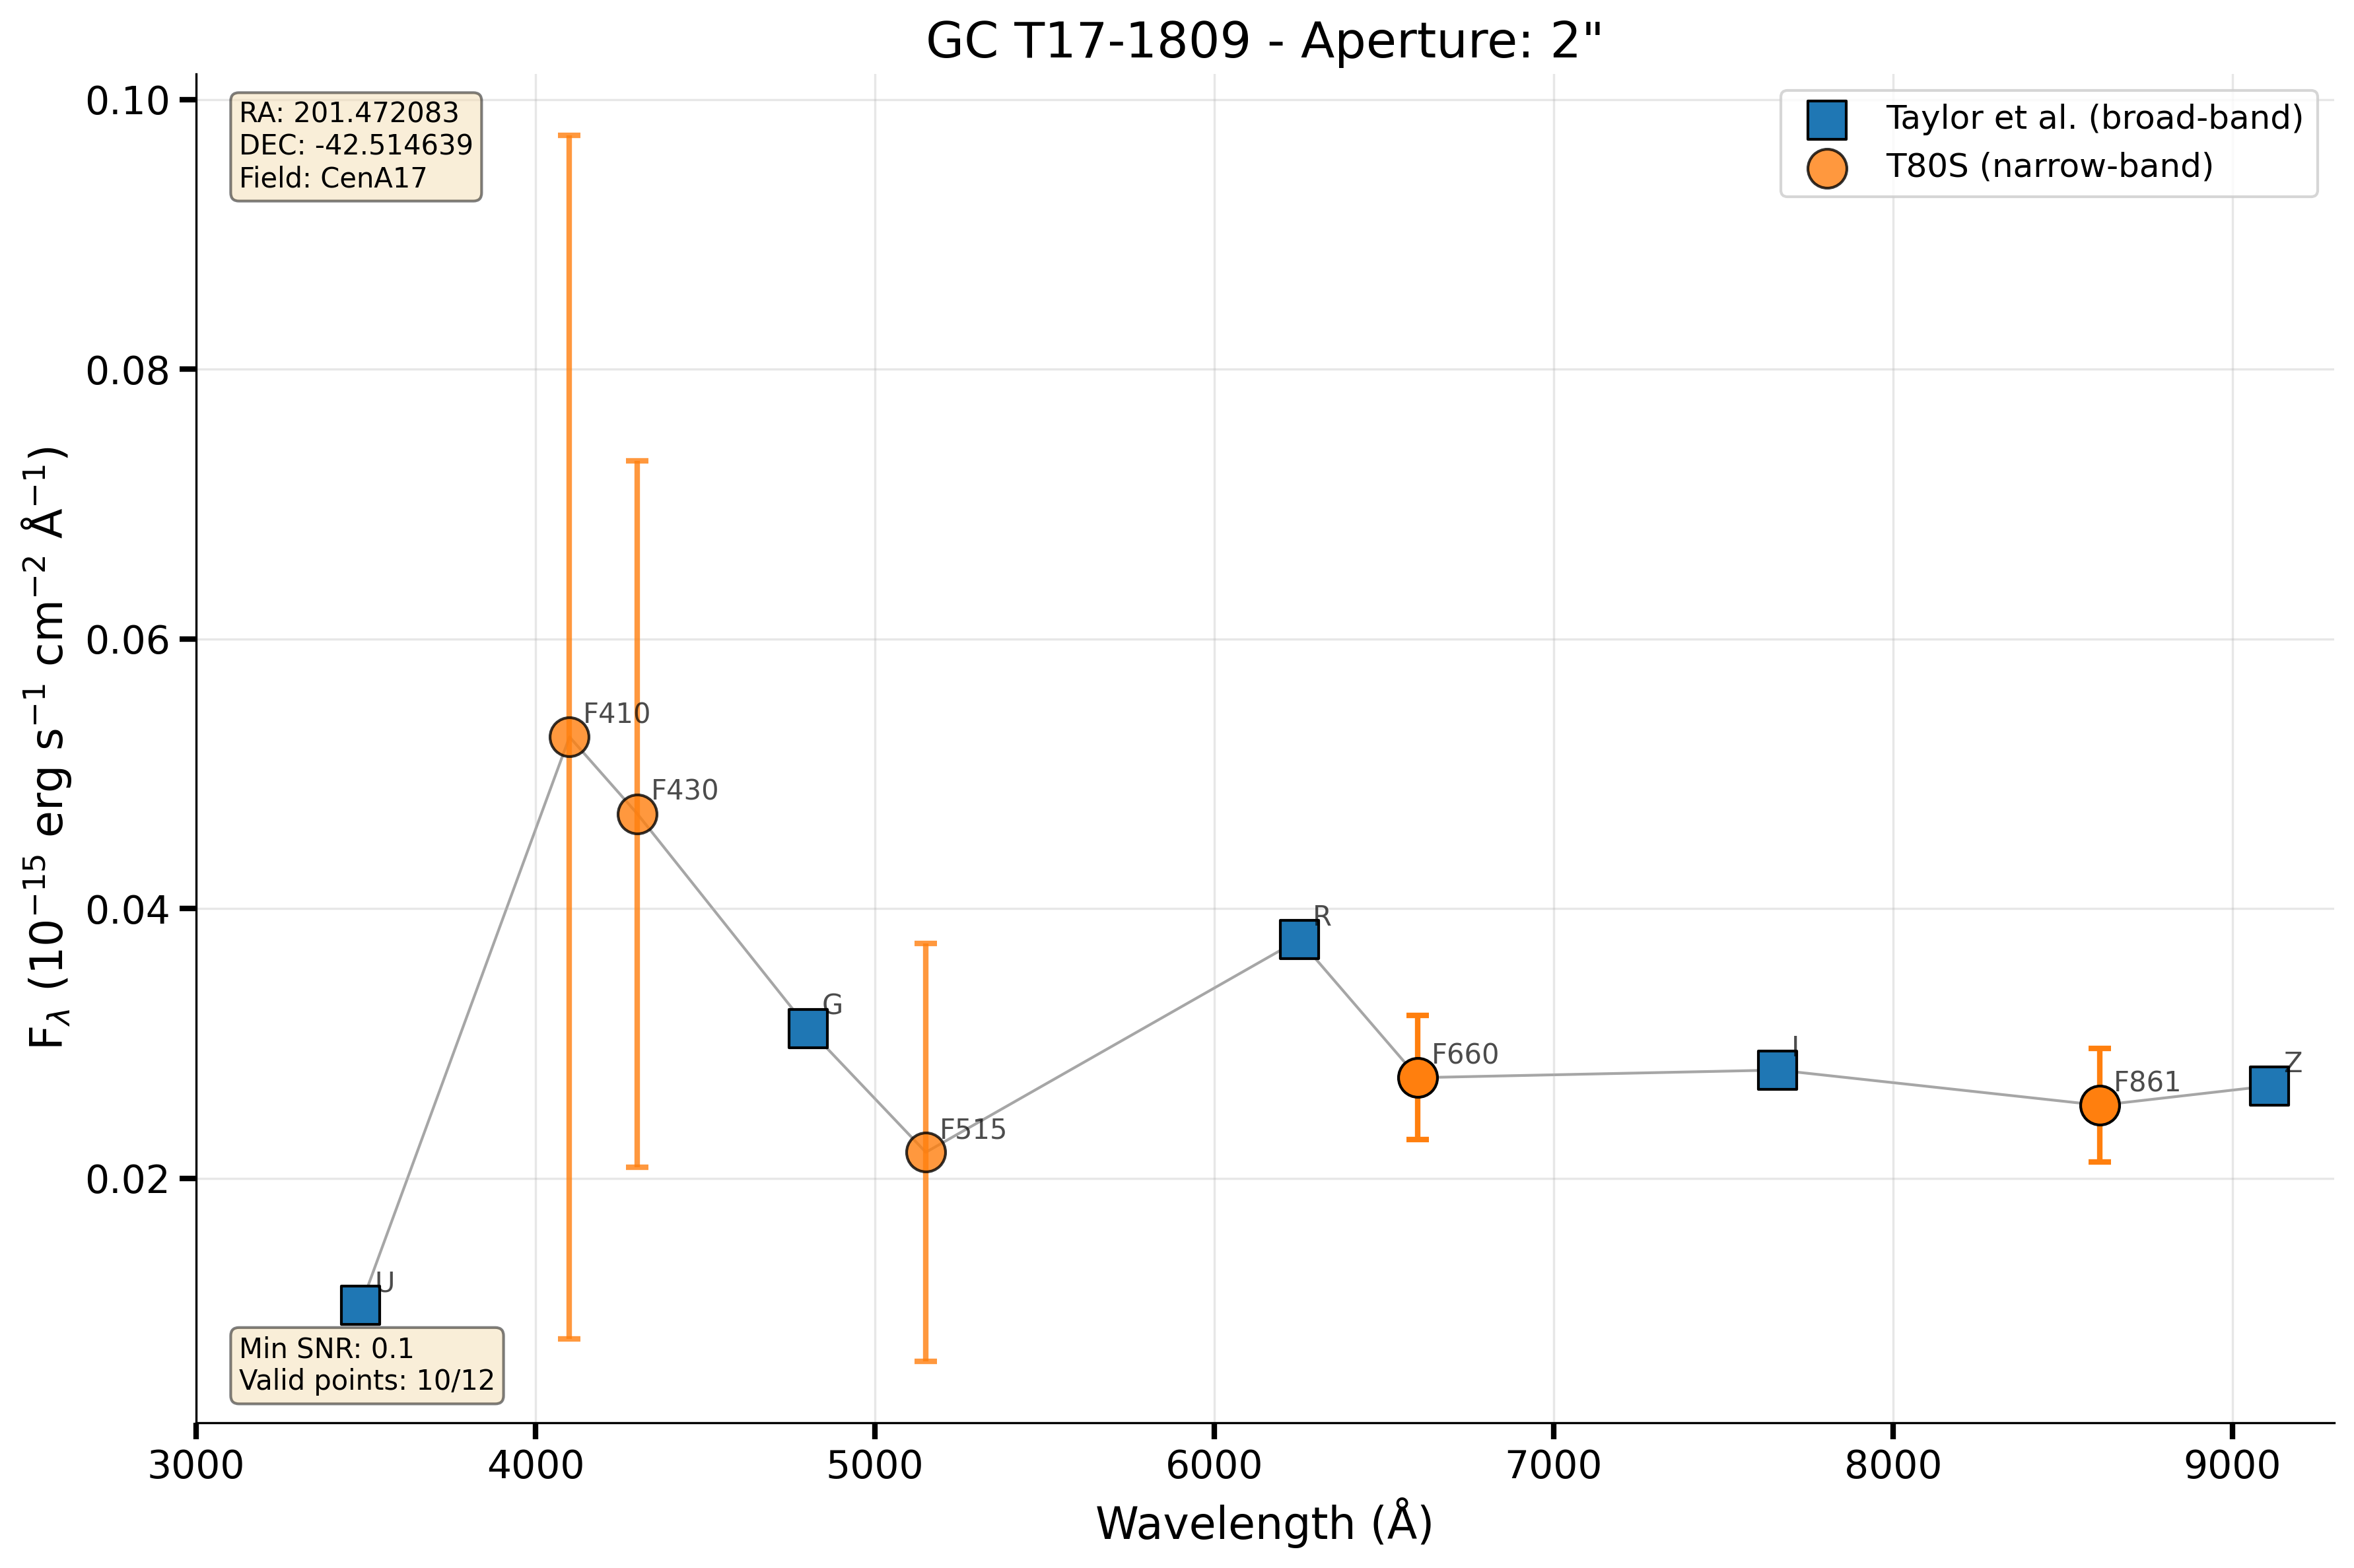 GC T17-1809 - Aperture: 2"
RA: 201.472083
DEC: -42.514639
Field: CenA17
Taylor et al. (broad-band)
T80S (narrow-band)
0.10
0.08
0.06
0.04
0.02
F410
F430
R
G
F660
I
F515
F861
Z
U
Min SNR: 0.1
Valid points: 10/12
3000 4000 5000 6000 7000 8000 9000
Wavelength (Å)
Fλ (10⁻¹⁵ erg s⁻¹ cm⁻² Å⁻¹)